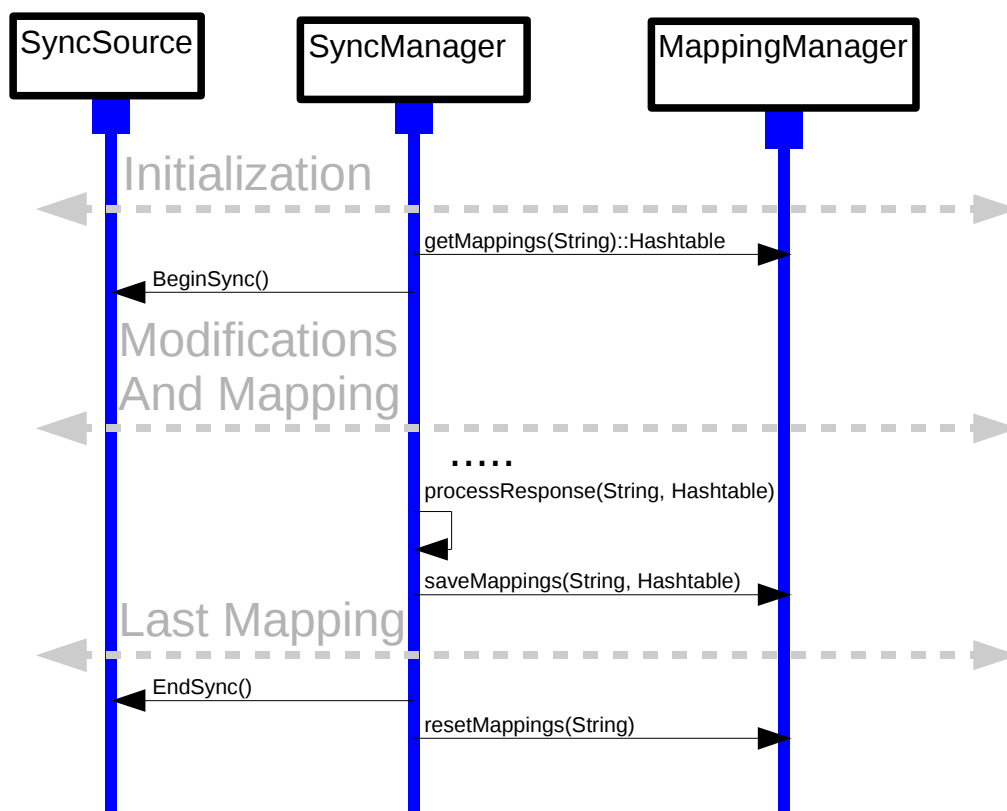 SyncSource
SyncManager
MappingManager
Initialization
getMappings(String)::Hashtable
BeginSync()
Modifications
And Mapping
.....
processResponse(String, Hashtable)
saveMappings(String, Hashtable)
Last Mapping
EndSync()
resetMappings(String)